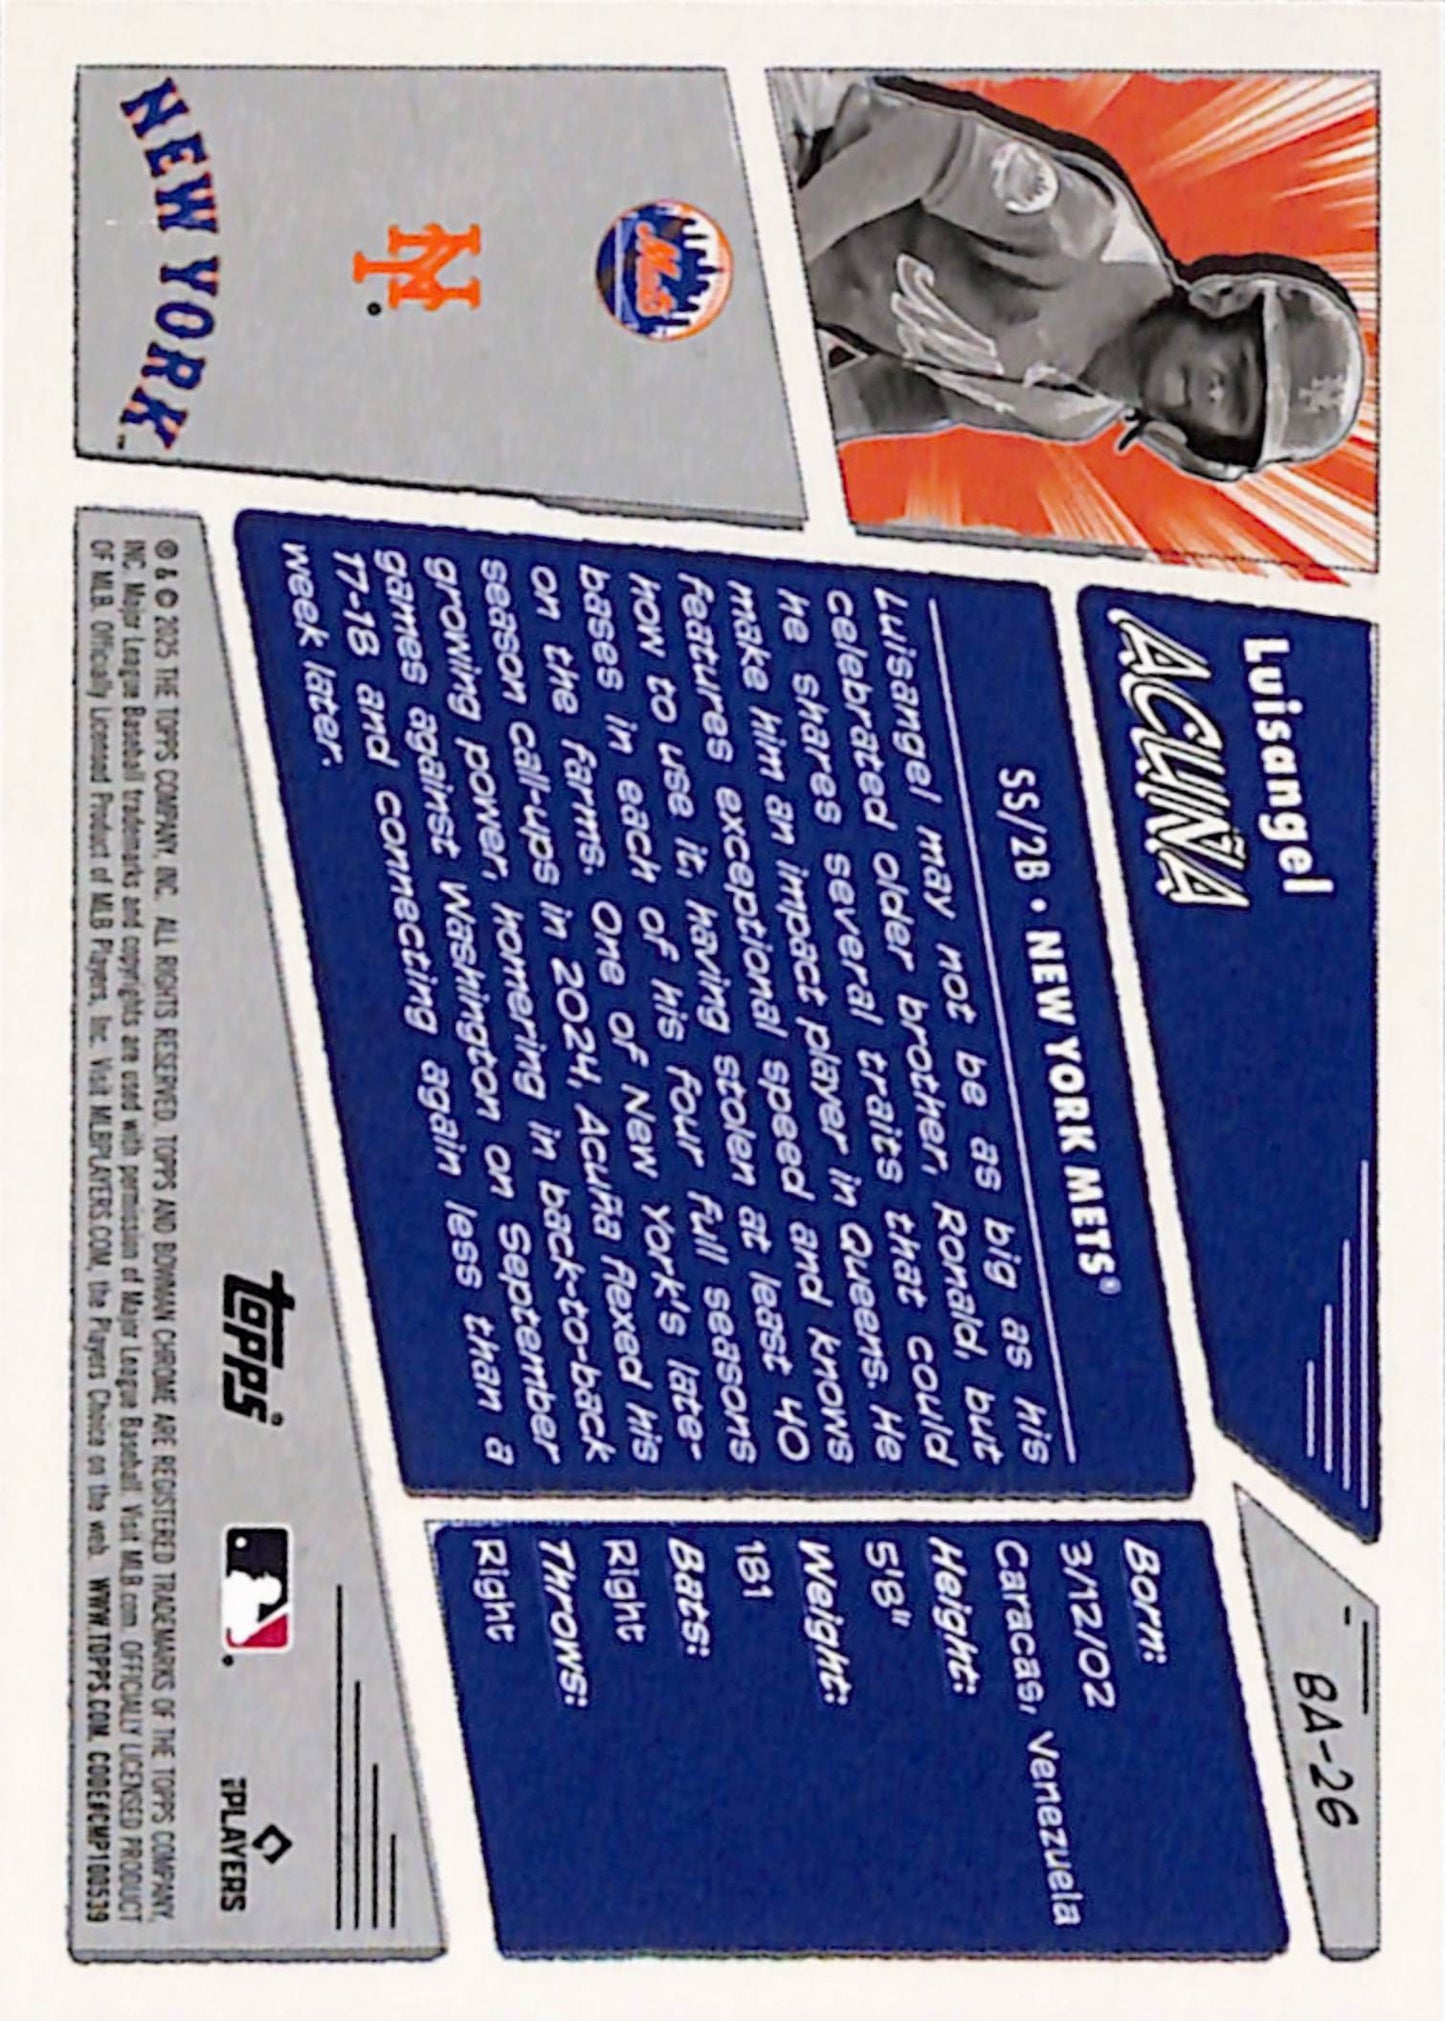 BA-26
Luisangel
ACUÑA
SS/2B • NEW YORK METS®
Luisangel may not be as big as his
celebrated older brother, Ronald, but
he shares several traits that could
make him an impact player in Queens. He
features exceptional speed and knows
how to use it, having stolen at least 40
bases in each of his four full seasons
on the farms. One of New York's late-
season call-ups in 2024, Acuña flexed his
growing power, homering in back-to-back
games against Washington on September
17-18 and connecting again less than a
week later.
Born:
3/12/02
Caracas, Venezuela
Height:
5'8"
Weight:
181
Bats:
Right
Throws:
Right
Mets
NY
NEW YORK™
topps®
MLB PLAYERS
® & © 2025 THE TOPPS COMPANY, INC. ALL RIGHTS RESERVED. TOPPS AND BOWMAN CHROME ARE REGISTERED TRADEMARKS OF THE TOPPS COMPANY,
INC. Major League Baseball trademarks and copyrights are used with permission of Major League Baseball. Visit MLB.com. OFFICIALLY LICENSED PRODUCT
OF MLB. Officially Licensed Product of MLB Players, Inc. Visit MLBPLAYERS.COM, the Players Choice on the web. WWW.TOPPS.COM. CODE#CMP108539